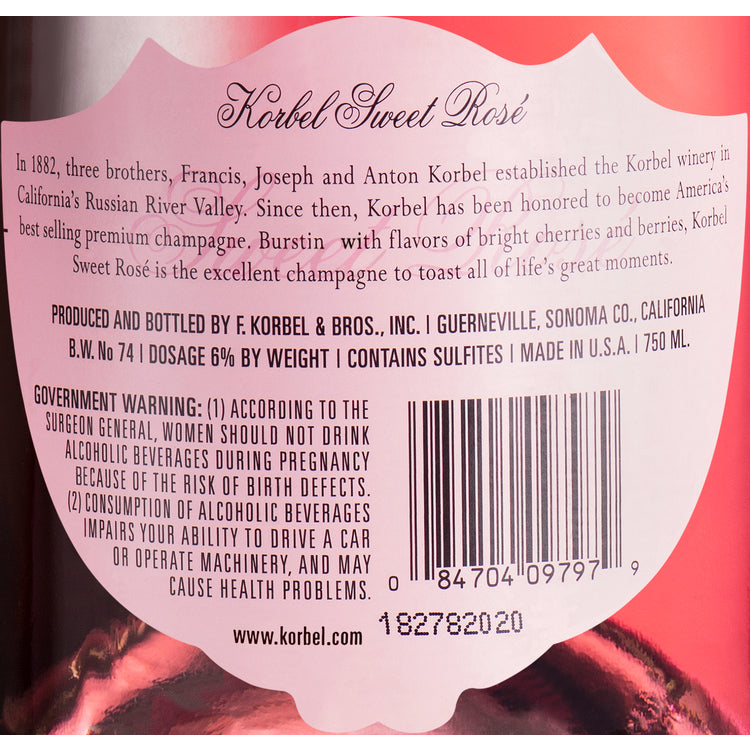 Korbel Sweet Rosé
In 1882, three brothers, Francis, Joseph and Anton Korbel established the Korbel winery in
California's Russian River Valley. Since then, Korbel has been honored to become America's
best selling premium champagne. Burstin with flavors of bright cherries and berries, Korbel
Sweet Rosé is the excellent champagne to toast all of life's great moments.
Sweet Rosé
PRODUCED AND BOTTLED BY F. KORBEL & BROS., INC. | GUERNEVILLE, SONOMA CO., CALIFORNIA
B.W. No 74 | DOSAGE 6% BY WEIGHT | CONTAINS SULFITES | MADE IN U.S.A. | 750 ML.
GOVERNMENT WARNING: (1) ACCORDING TO THE
SURGEON GENERAL, WOMEN SHOULD NOT DRINK
ALCOHOLIC BEVERAGES DURING PREGNANCY
BECAUSE OF THE RISK OF BIRTH DEFECTS.
(2) CONSUMPTION OF ALCOHOLIC BEVERAGES
IMPAIRS YOUR ABILITY TO DRIVE A CAR
OR OPERATE MACHINERY, AND MAY
CAUSE HEALTH PROBLEMS.
0 84704 09797 9
www.korbel.com
182782020